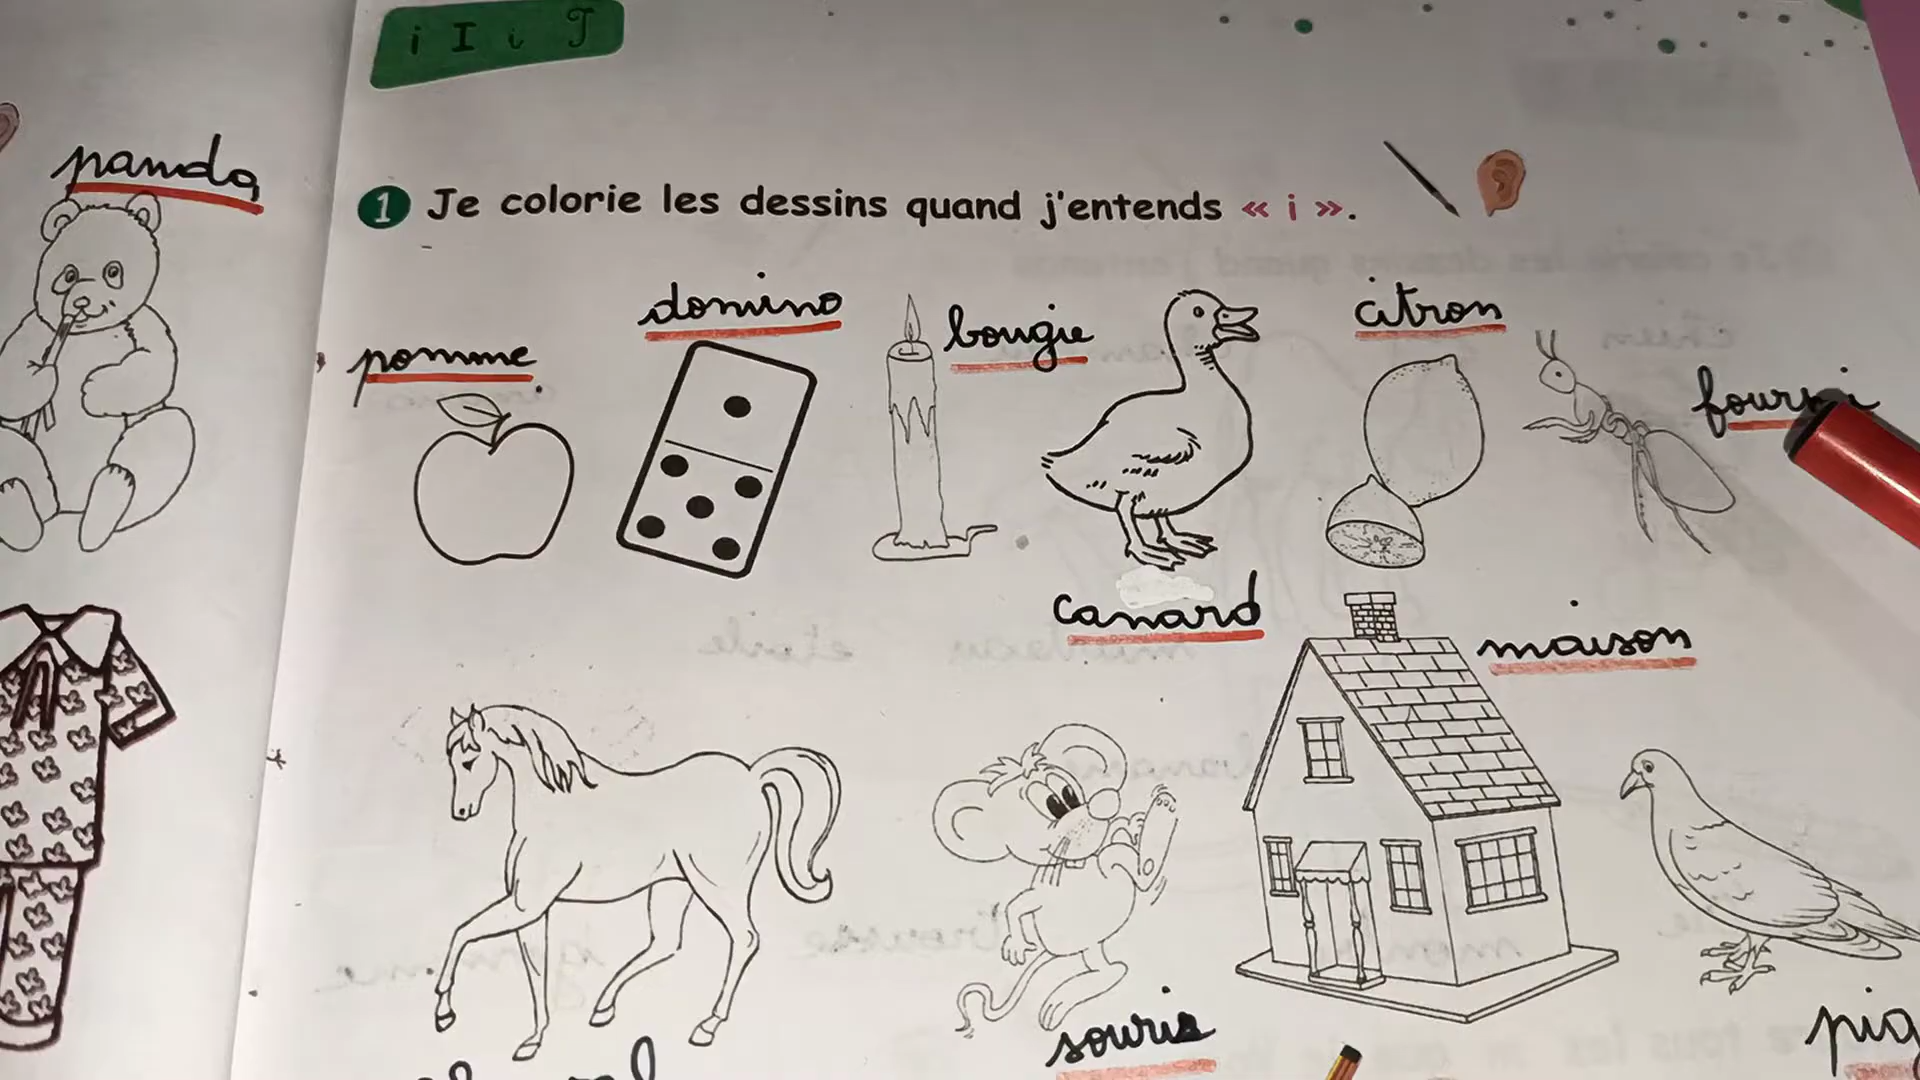 i I i I
panda
1 Je colorie les dessins quand j'entends « i ».
domino
bougie
citron
pomme
canard
maison
souris